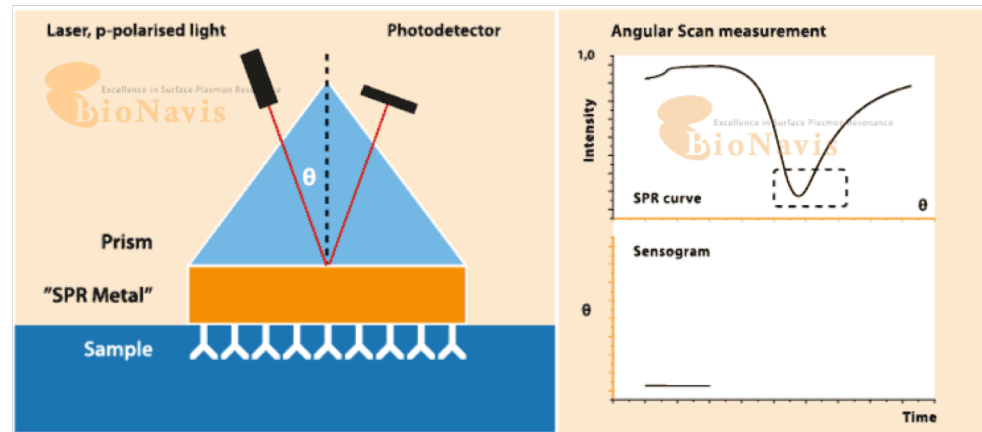 Laser, p-polarised light
Photodetector
Excellence in Surface Plasmon Resonance
BioNavis
θ
Prism
"SPR Metal"
Sample
Angular Scan measurement
1,0
Intensity
Excellence in Surface Plasmon Resonance
BioNavis
SPR curve
θ
Sensogram
θ
Time